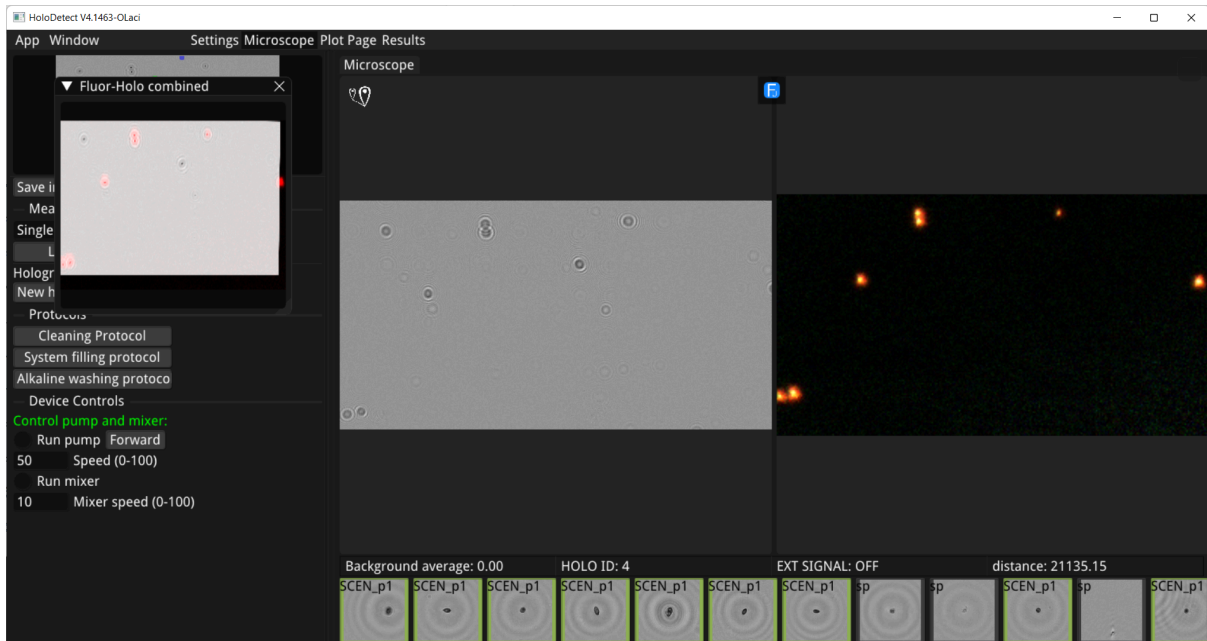 HoloDetect V4.1463-OLaci
App Window Settings Microscope Plot Page Results
Fluor-Holo combined
Save i
Mea
Single
L
Hologr
New h
Protocols
Cleaning Protocol
System filling protocol
Alkaline washing protoco
Device Controls
Control pump and mixer:
Run pump Forward
50 Speed (0-100)
Run mixer
10 Mixer speed (0-100)
Microscope
F
Background average: 0.00 HOLO ID: 4 EXT SIGNAL: OFF distance: 21135.15
SCEN_p1 SCEN_p1 SCEN_p1 SCEN_p1 SCEN_p1 SCEN_p1 SCEN_p1 sp sp SCEN_p1 sp SCEN_p1